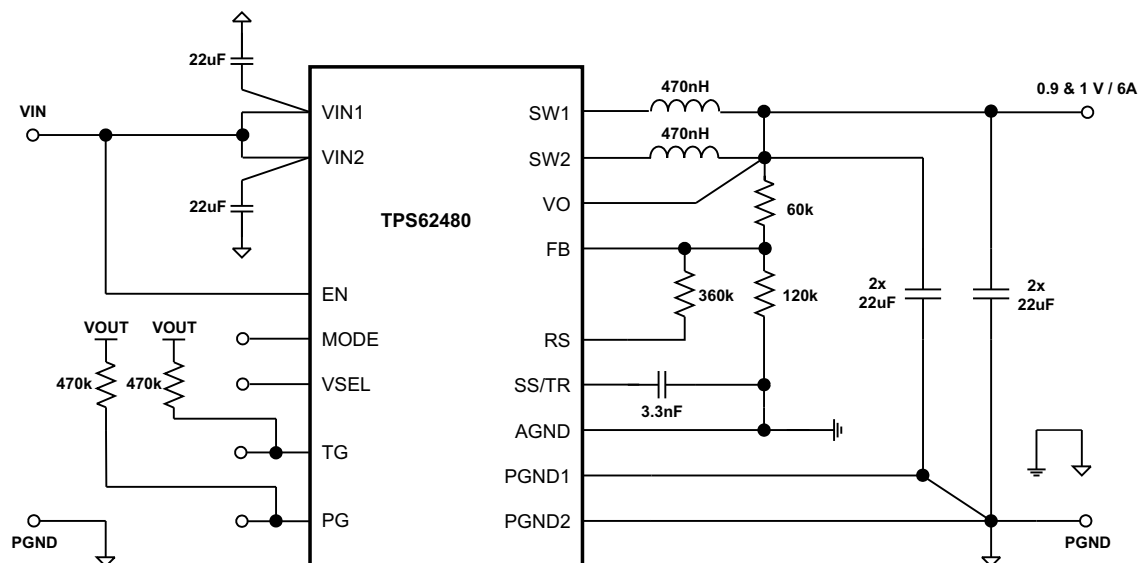 22uF
470nH
0.9 & 1 V / 6A
VIN
VIN1
SW1
470nH
VIN2
SW2
22uF
VO
60k
TPS62480
FB
EN
360k
120k
2x
22uF
2x
22uF
VOUT
VOUT
MODE
RS
470k
470k
VSEL
SS/TR
3.3nF
AGND
TG
PGND1
PG
PGND2
PGND
PGND